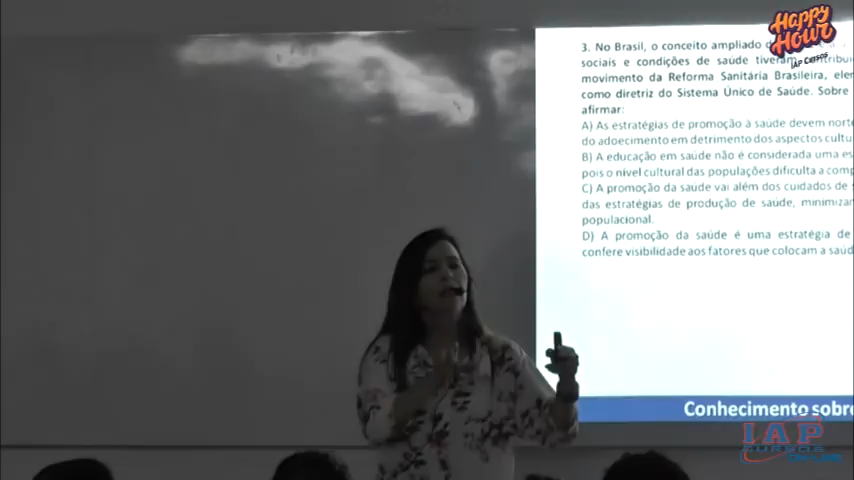 HAPPY
HOUR
IAP CURSOS
3. No Brasil, o conceito ampliado
sociais e condições de saúde tiveram
movimento da Reforma Sanitária Brasileira,
como diretriz do Sistema Único de Saúde. Sobre
afirmar:
A) As estratégias de promoção à saúde devem
do adoecimento em detrimento dos aspectos
B) A educação em saúde não é considerada uma
pois o nível cultural das populações dificulta a
C) A promoção da saúde vai além dos cuidados de
das estratégias de produção de saúde,
populacional.
D) A promoção da saúde é uma estratégia de
confere visibilidade aos fatores que colocam a
Conhecimento sobre
IAP
CURSOS
ON-LINE